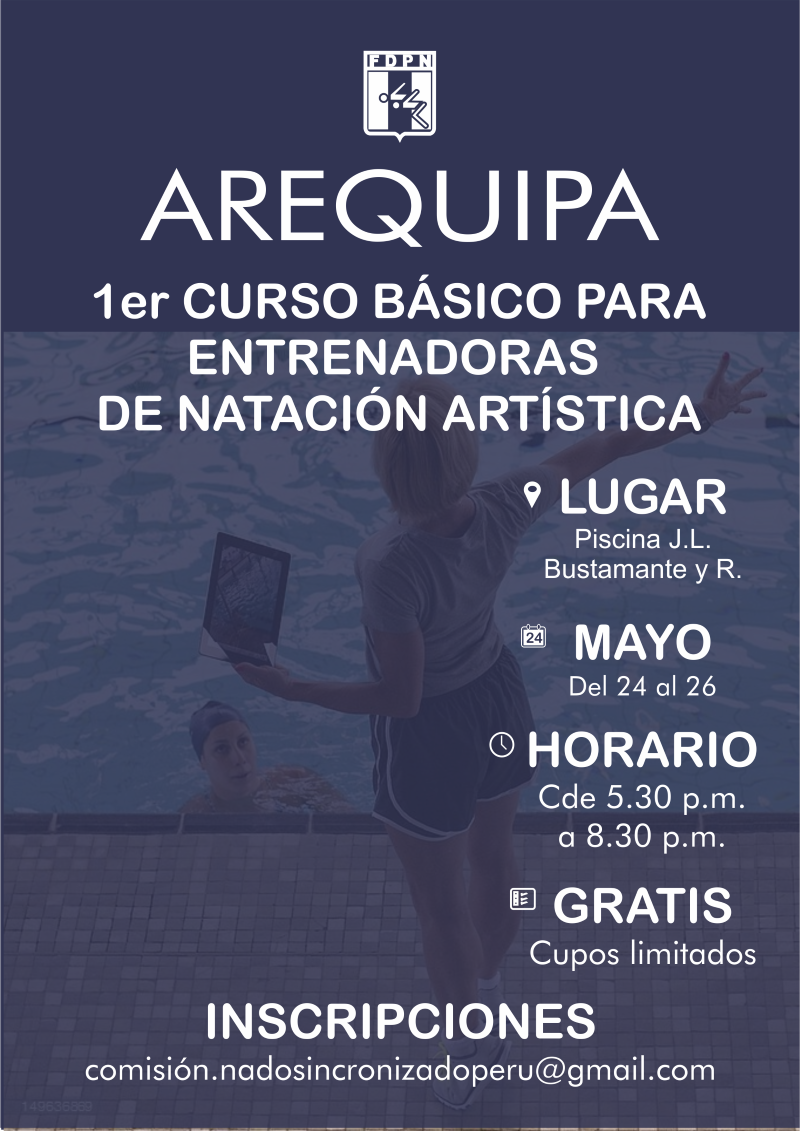 FDPN
AREQUIPA
1er CURSO BÁSICO PARA
ENTRENADORAS
DE NATACIÓN ARTÍSTICA
LUGAR
Piscina J.L.
Bustamante y R.
24
MAYO
Del 24 al 26
HORARIO
Cde 5.30 p.m.
a 8.30 p.m.
GRATIS
Cupos limitados
INSCRIPCIONES
comisión.nadosincronizadoperu@gmail.com